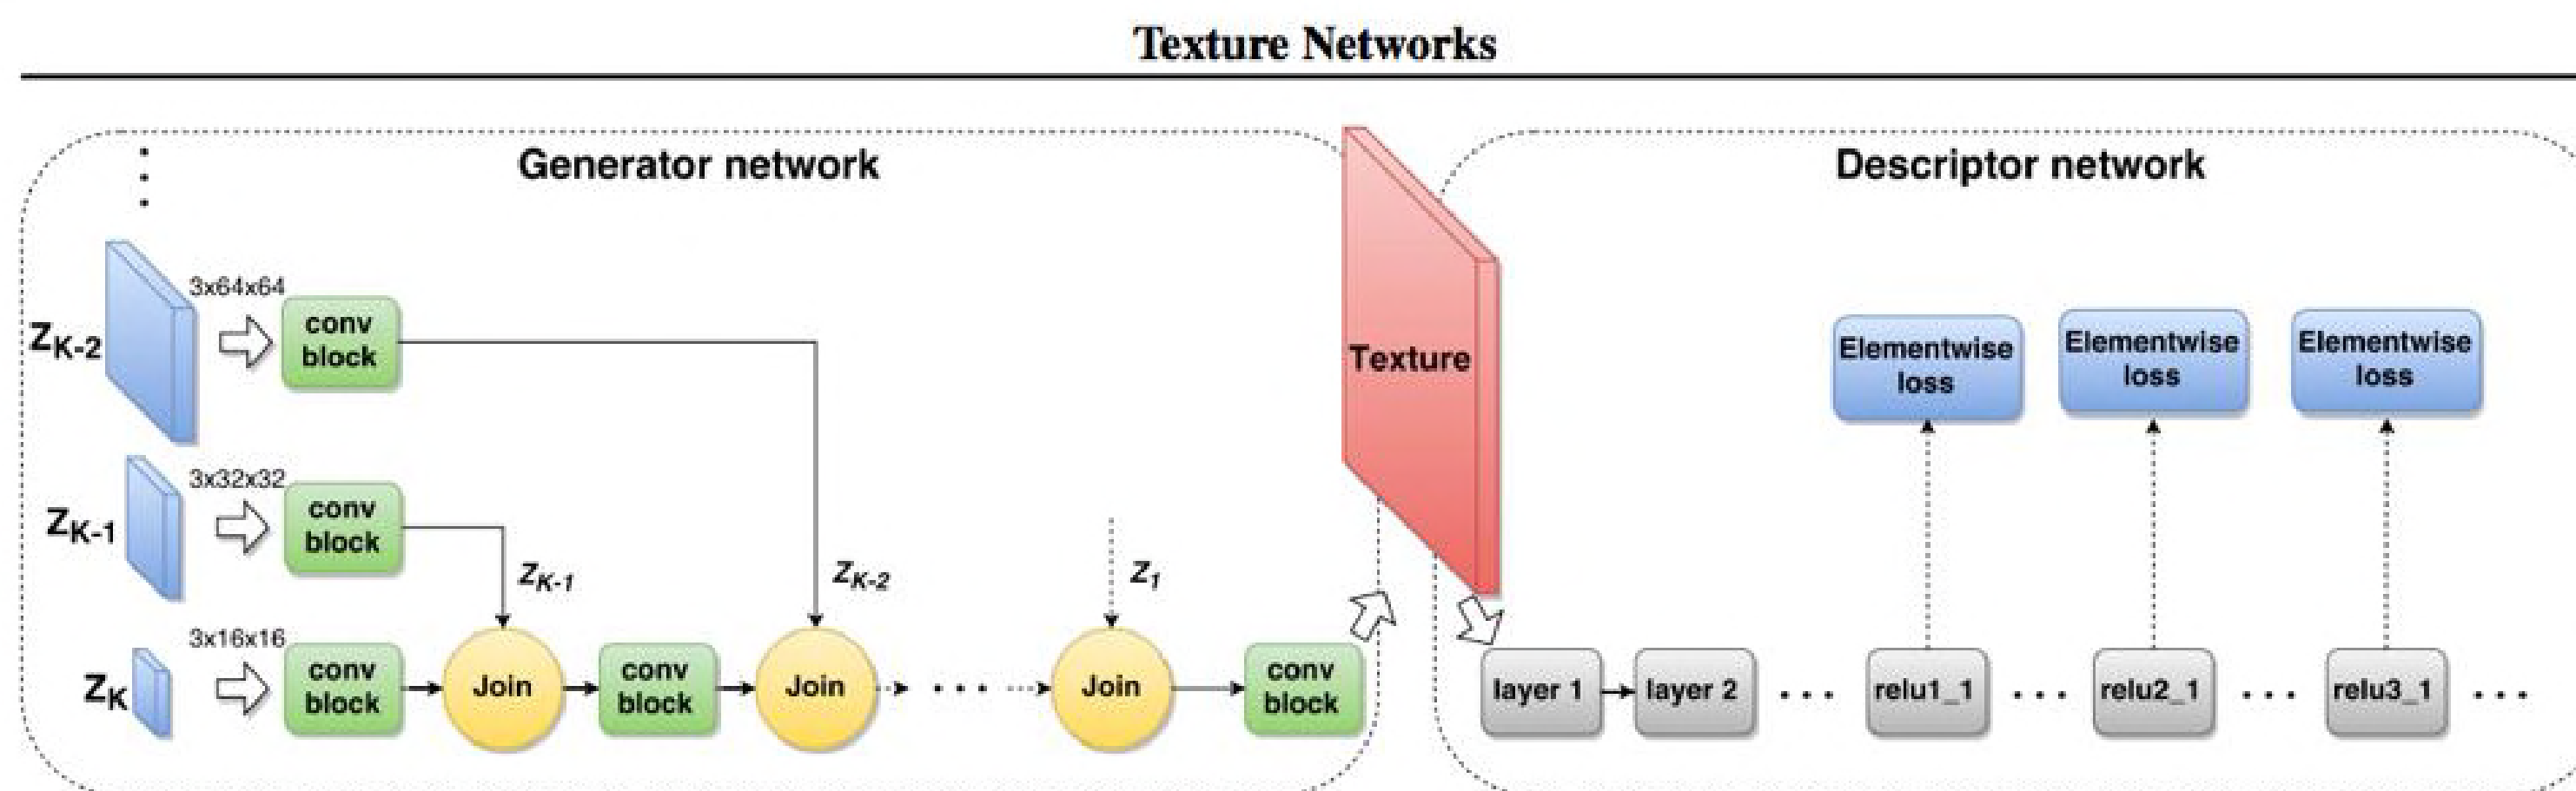 Texture Networks
Generator network
Descriptor network
3x64x64
Z_K-2
conv
block
3x32x32
Z_K-1
conv
block
Z_K-1
Z_K-2
Z_1
3x16x16
Z_K
conv
block
Join
conv
block
Join
...
Join
conv
block
Texture
Elementwise
loss
Elementwise
loss
Elementwise
loss
layer 1
layer 2
...
relu1_1
...
relu2_1
...
relu3_1
...